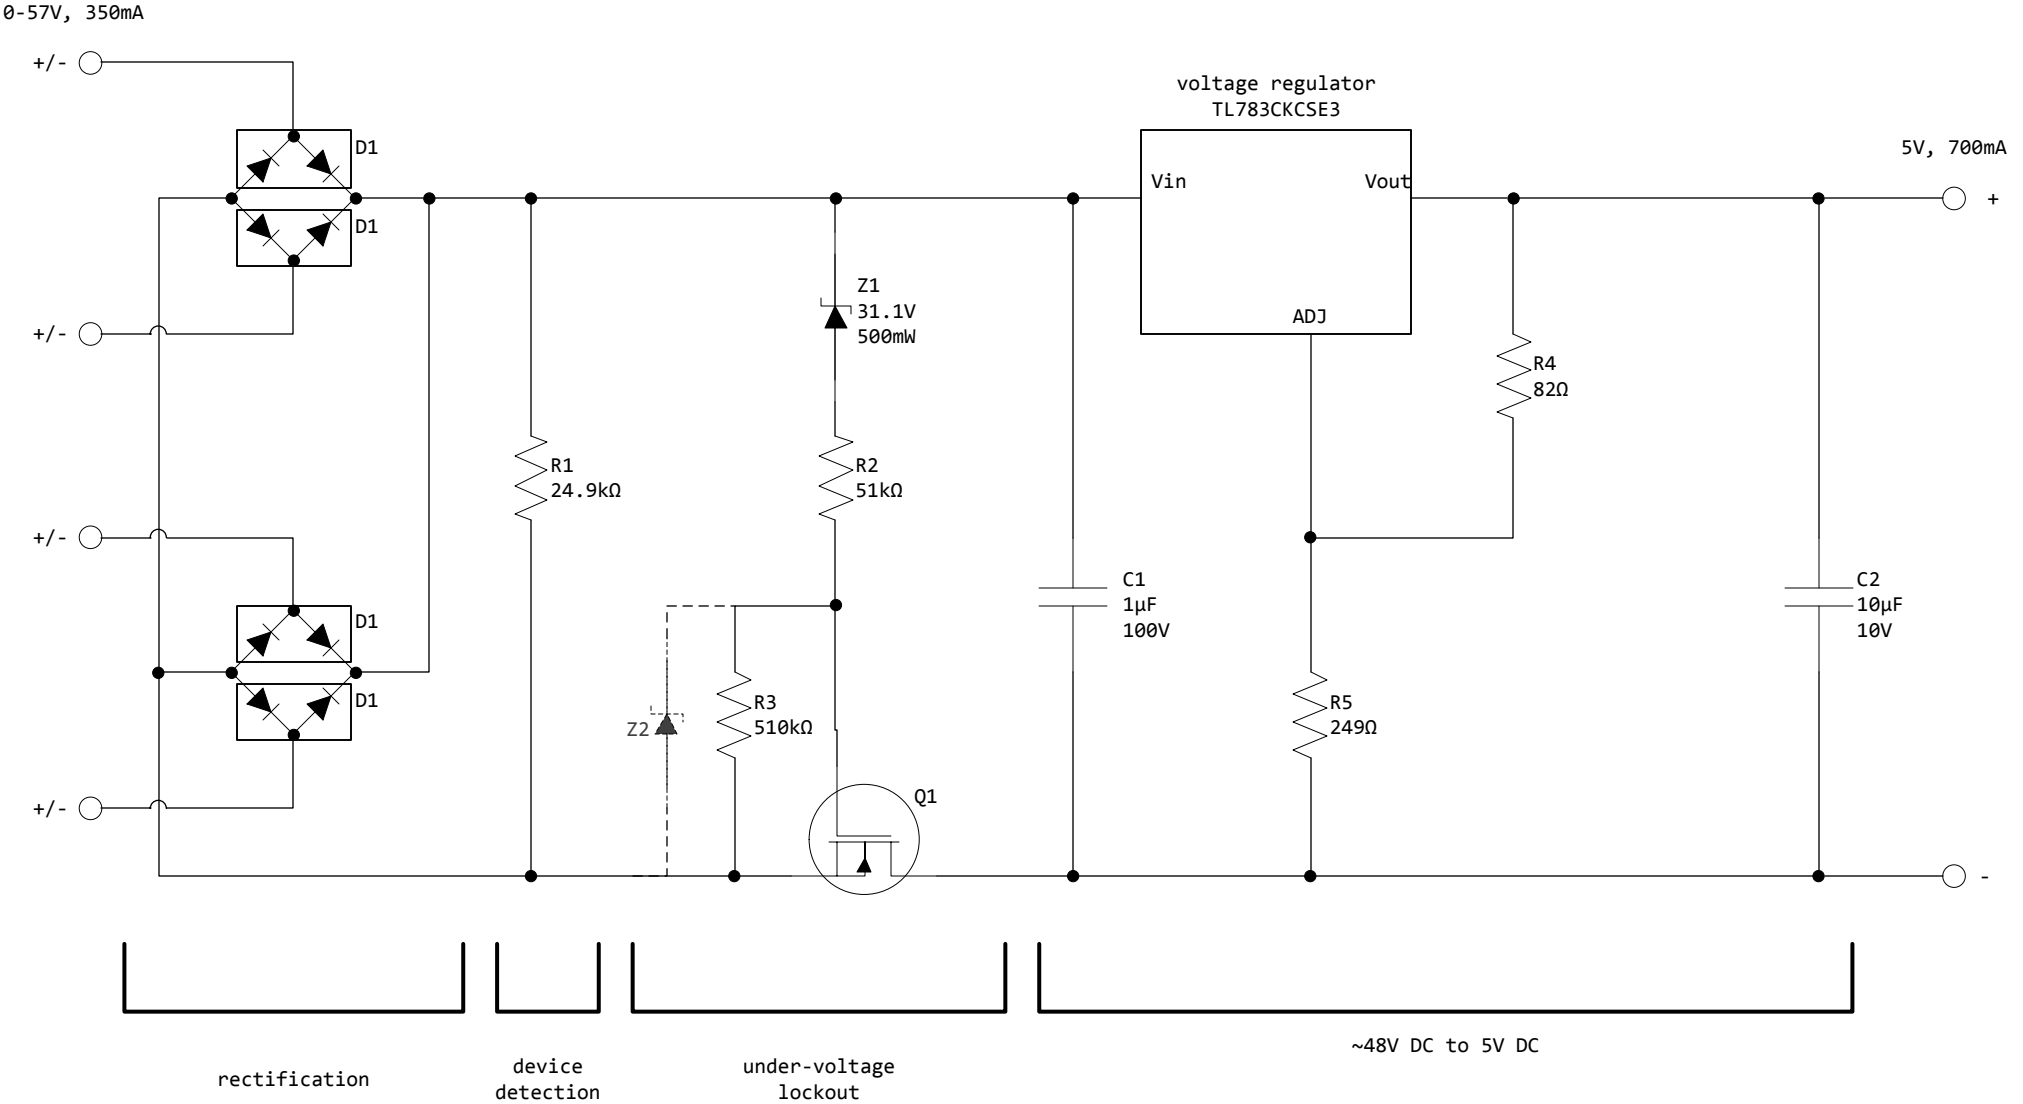 0-57V, 350mA
+/-
voltage regulator
TL783CKCSE3
D1
5V, 700mA
Vin
Vout
+
D1
Z1
31.1V
500mW
ADJ
+/-
R4
82Ω
R1
24.9kΩ
R2
51kΩ
+/-
C1
1µF
100V
C2
10µF
10V
D1
D1
Z2
R3
510kΩ
R5
249Ω
+/-
Q1
-
~48V DC to 5V DC
rectification
device
detection
under-voltage
lockout